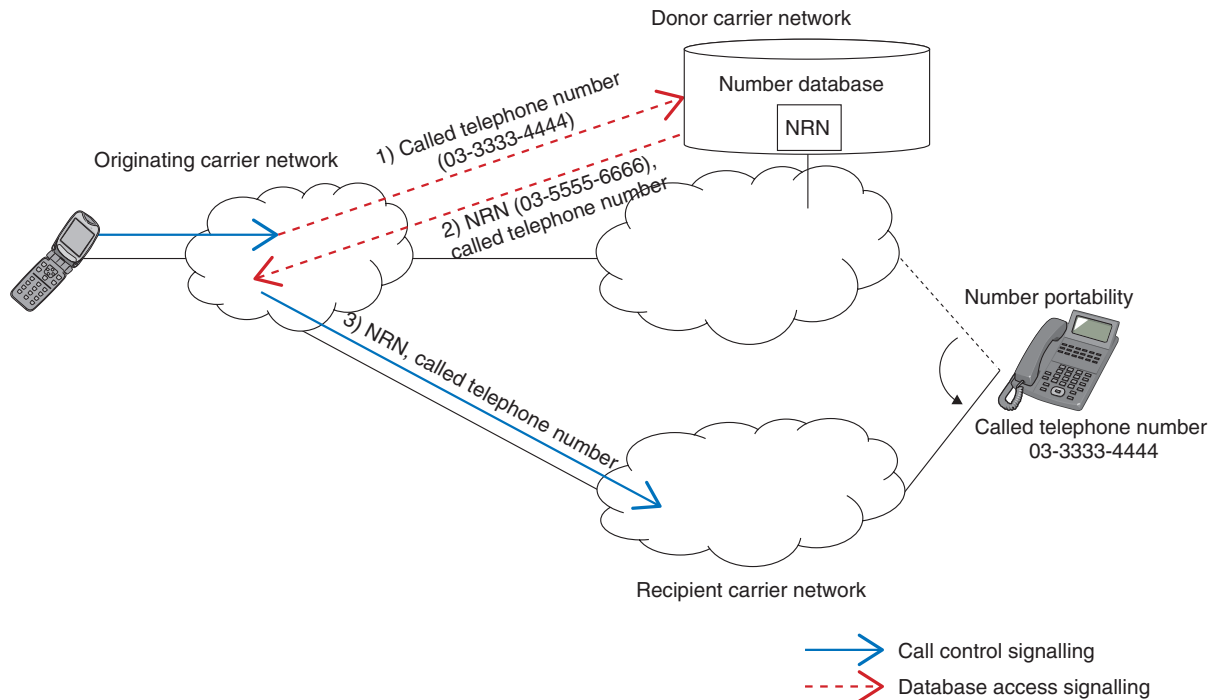 Donor carrier network
Number database
NRN
1) Called telephone number
(03-3333-4444)
Originating carrier network
2) NRN (03-5555-6666),
called telephone number
3) NRN, called telephone number
Number portability
Called telephone number
03-3333-4444
Recipient carrier network
Call control signalling
Database access signalling